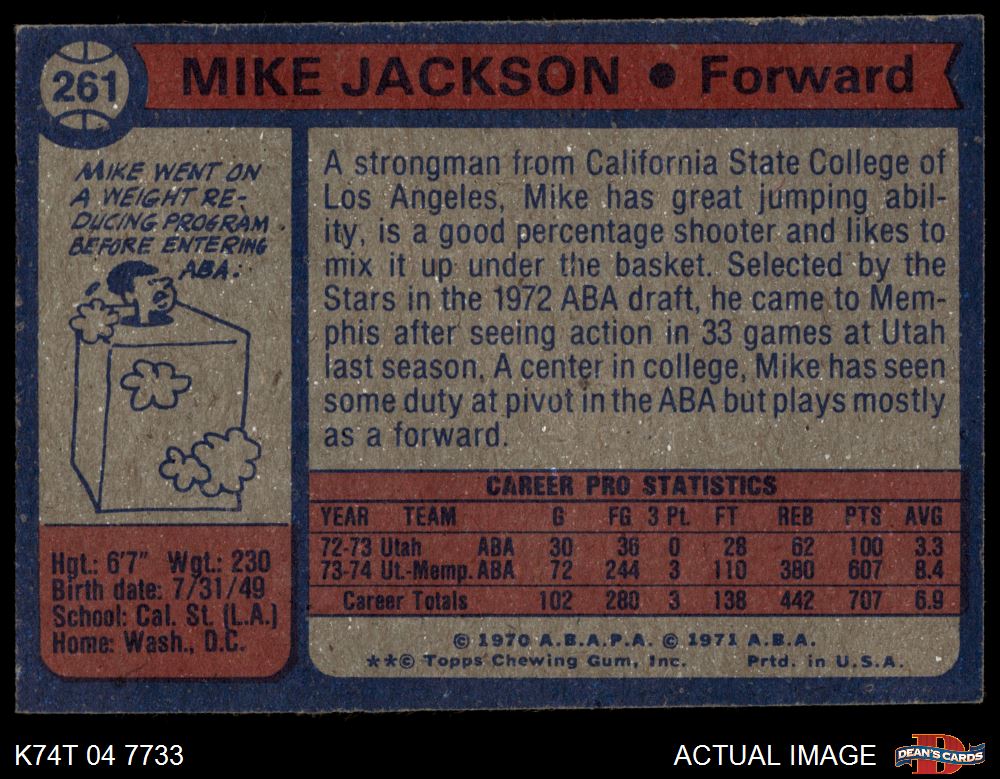 261
MIKE JACKSON ● Forward
MIKE WENT ON
A WEIGHT RE-
DUCING PROGRAM
BEFORE ENTERING
ABA.
Hgt.: 6'7" Wgt.: 230
Birth date: 7/31/49
School: Cal. St. (L.A.)
Home: Wash., D.C.
A strongman from California State College of
Los Angeles, Mike has great jumping abil-
ity, is a good percentage shooter and likes to
mix it up under the basket. Selected by the
Stars in the 1972 ABA draft, he came to Mem-
phis after seeing action in 33 games at Utah
last season. A center in college, Mike has seen
some duty at pivot in the ABA but plays mostly
as a forward.
CAREER PRO STATISTICS
YEAR TEAM G FG 3 Pt. FT REB PTS AVG
72-73 Utah ABA 30 36 0 28 62 100 3.3
73-74 Ut.-Memp. ABA 72 244 3 110 380 607 8.4
Career Totals 102 280 3 138 442 707 6.9
© 1970 A.B.A.P.A. © 1971 A.B.A.
**© Topps Chewing Gum, Inc. Prtd. in U.S.A.
K74T 04 7733
ACTUAL IMAGE
D
DEAN'S CARDS